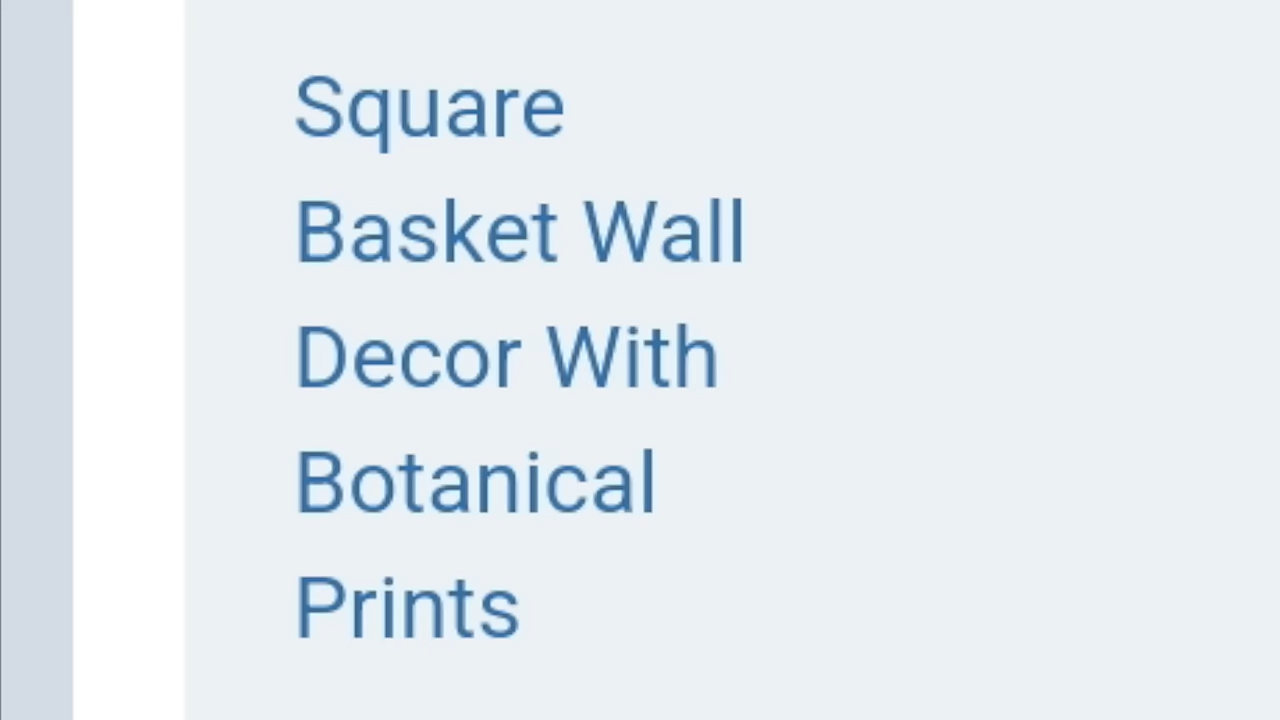 Square
Basket Wall
Decor With
Botanical
Prints